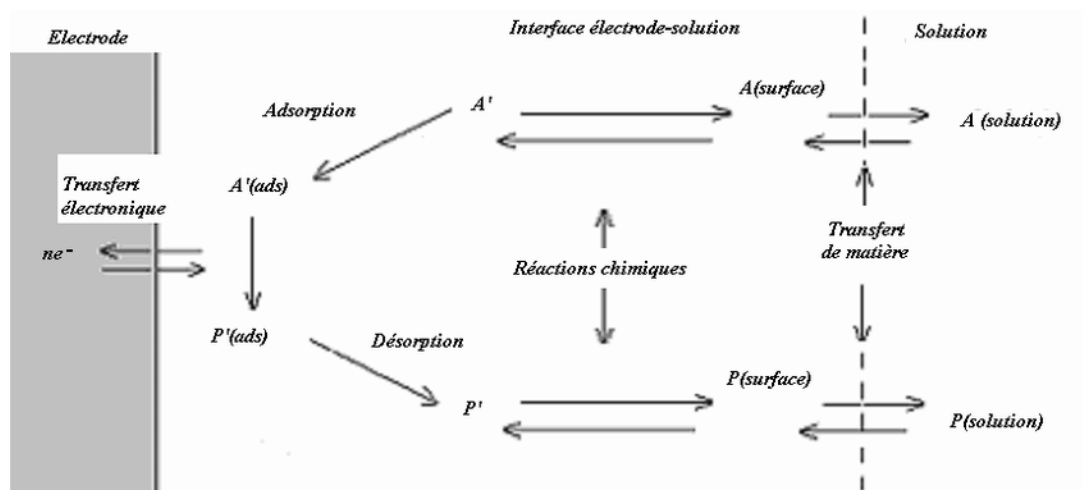 Electrode
Interface électrode-solution
Solution
Adsorption
A'
A(surface)
A (solution)
Transfert
électronique
A'(ads)
ne⁻
Réactions chimiques
Transfert
de matière
P'(ads)
Désorption
P'
P(surface)
P(solution)